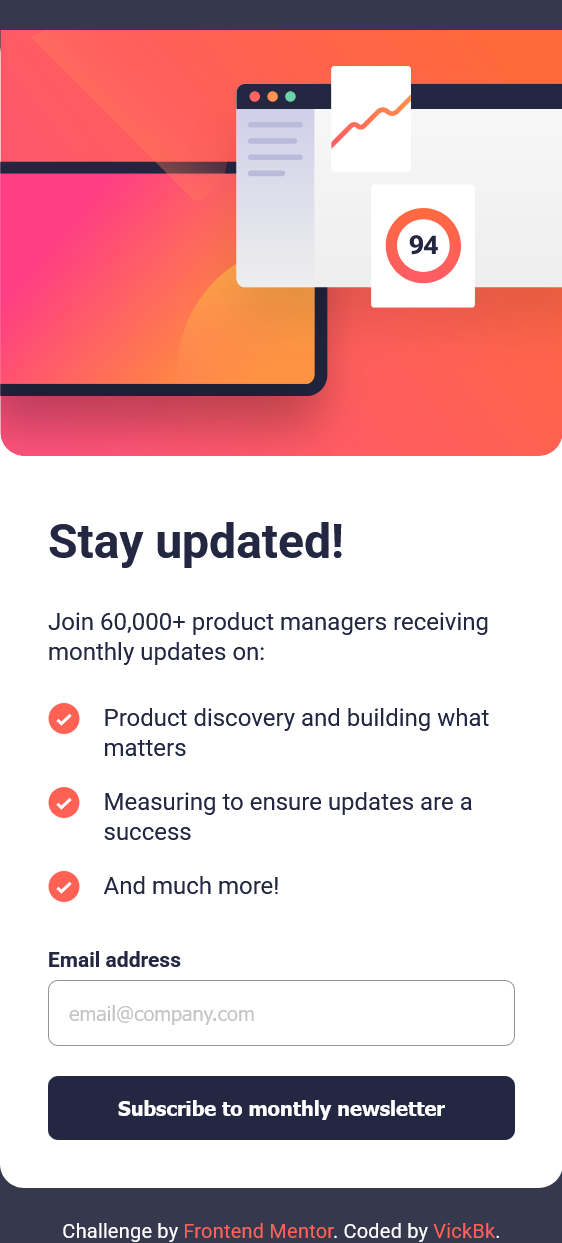 94
Stay updated!
Join 60,000+ product managers receiving
monthly updates on:
Product discovery and building what
matters
Measuring to ensure updates are a
success
And much more!
Email address
email@company.com
Subscribe to monthly newsletter
Challenge by Frontend Mentor. Coded by VickBk.